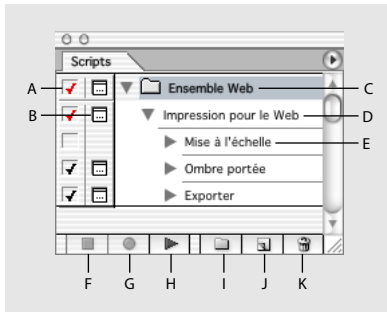 Scripts
A
Ensemble Web
C
B
Impression pour le Web
D
Mise à l'échelle
E
Ombre portée
Exporter
F
G
H
I
J
K